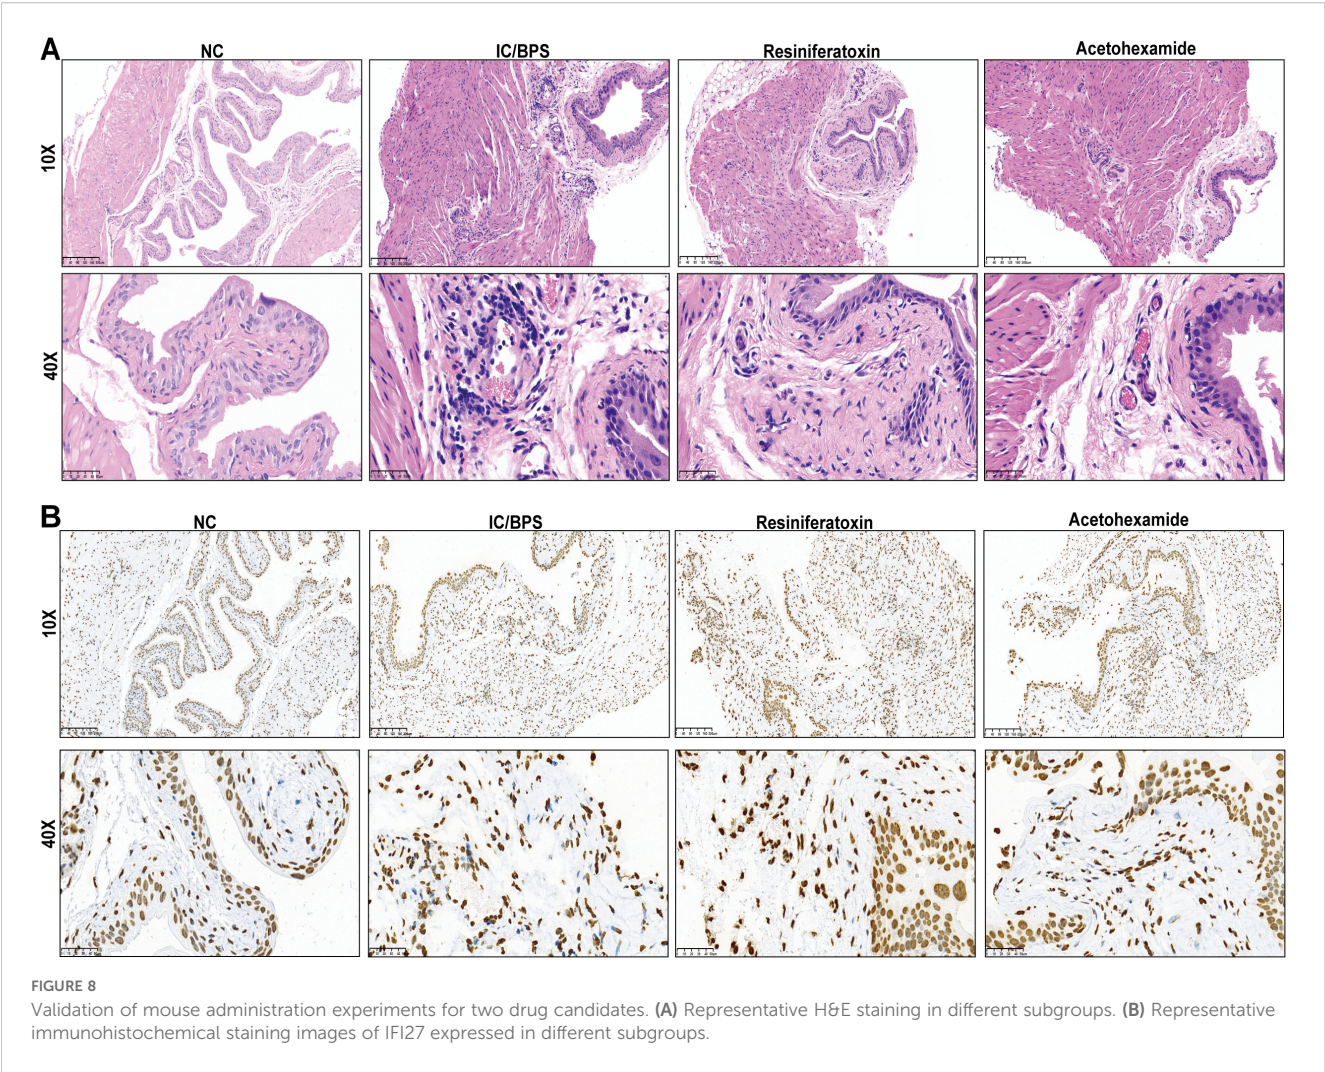 A
NC
IC/BPS
Resiniferatoxin
Acetohexamide
10X
40X
B
NC
IC/BPS
Resiniferatoxin
Acetohexamide
10X
40X
FIGURE 8
Validation of mouse administration experiments for two drug candidates. (A) Representative H&E staining in different subgroups. (B) Representative
immunohistochemical staining images of IFI27 expressed in different subgroups.